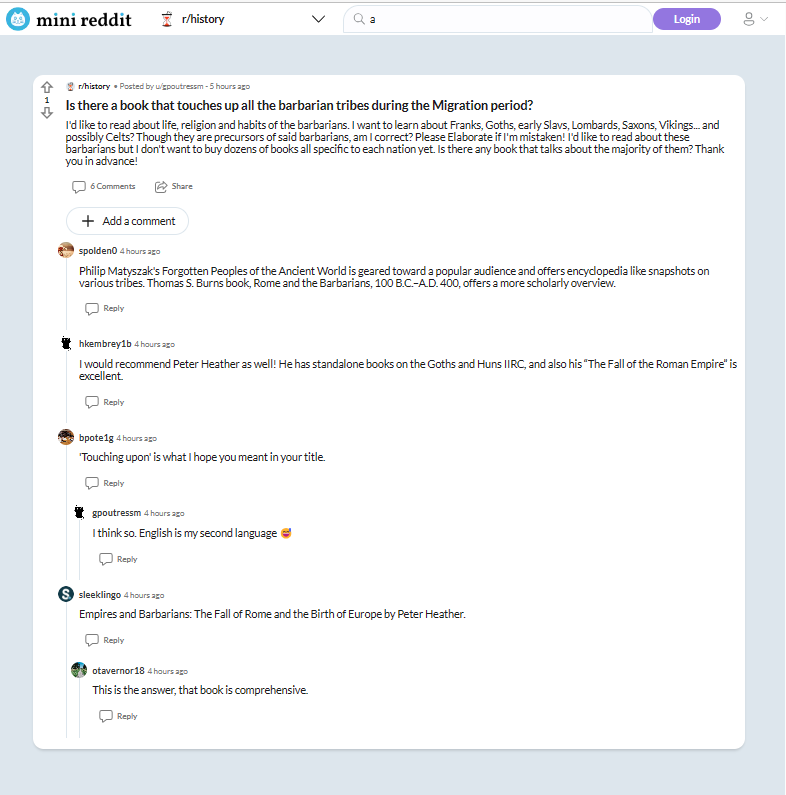 mini reddit
r/history
a
Login
r/history • Posted by u/gpoutressm - 5 hours ago
1
Is there a book that touches up all the barbarian tribes during the Migration period?
I'd like to read about life, religion and habits of the barbarians. I want to learn about Franks, Goths, early Slavs, Lombards, Saxons, Vikings... and
possibly Celts? Though they are precursors of said barbarians, am I correct? Please Elaborate if I'm mistaken! I'd like to read about these
barbarians but I don't want to buy dozens of books all specific to each nation yet. Is there any book that talks about the majority of them? Thank
you in advance!
6 Comments
Share
Add a comment
spolden0 4 hours ago
Philip Matyszak's Forgotten Peoples of the Ancient World is geared toward a popular audience and offers encyclopedia like snapshots on
various tribes. Thomas S. Burns book, Rome and the Barbarians, 100 B.C.–A.D. 400, offers a more scholarly overview.
Reply
hkembrey1b 4 hours ago
I would recommend Peter Heather as well! He has standalone books on the Goths and Huns IIRC, and also his “The Fall of the Roman Empire” is
excellent.
Reply
bpote1g 4 hours ago
'Touching upon' is what I hope you meant in your title.
Reply
gpoutressm 4 hours ago
I think so. English is my second language 😅
Reply
S
sleeklingo 4 hours ago
Empires and Barbarians: The Fall of Rome and the Birth of Europe by Peter Heather.
Reply
otavernor18 4 hours ago
This is the answer, that book is comprehensive.
Reply